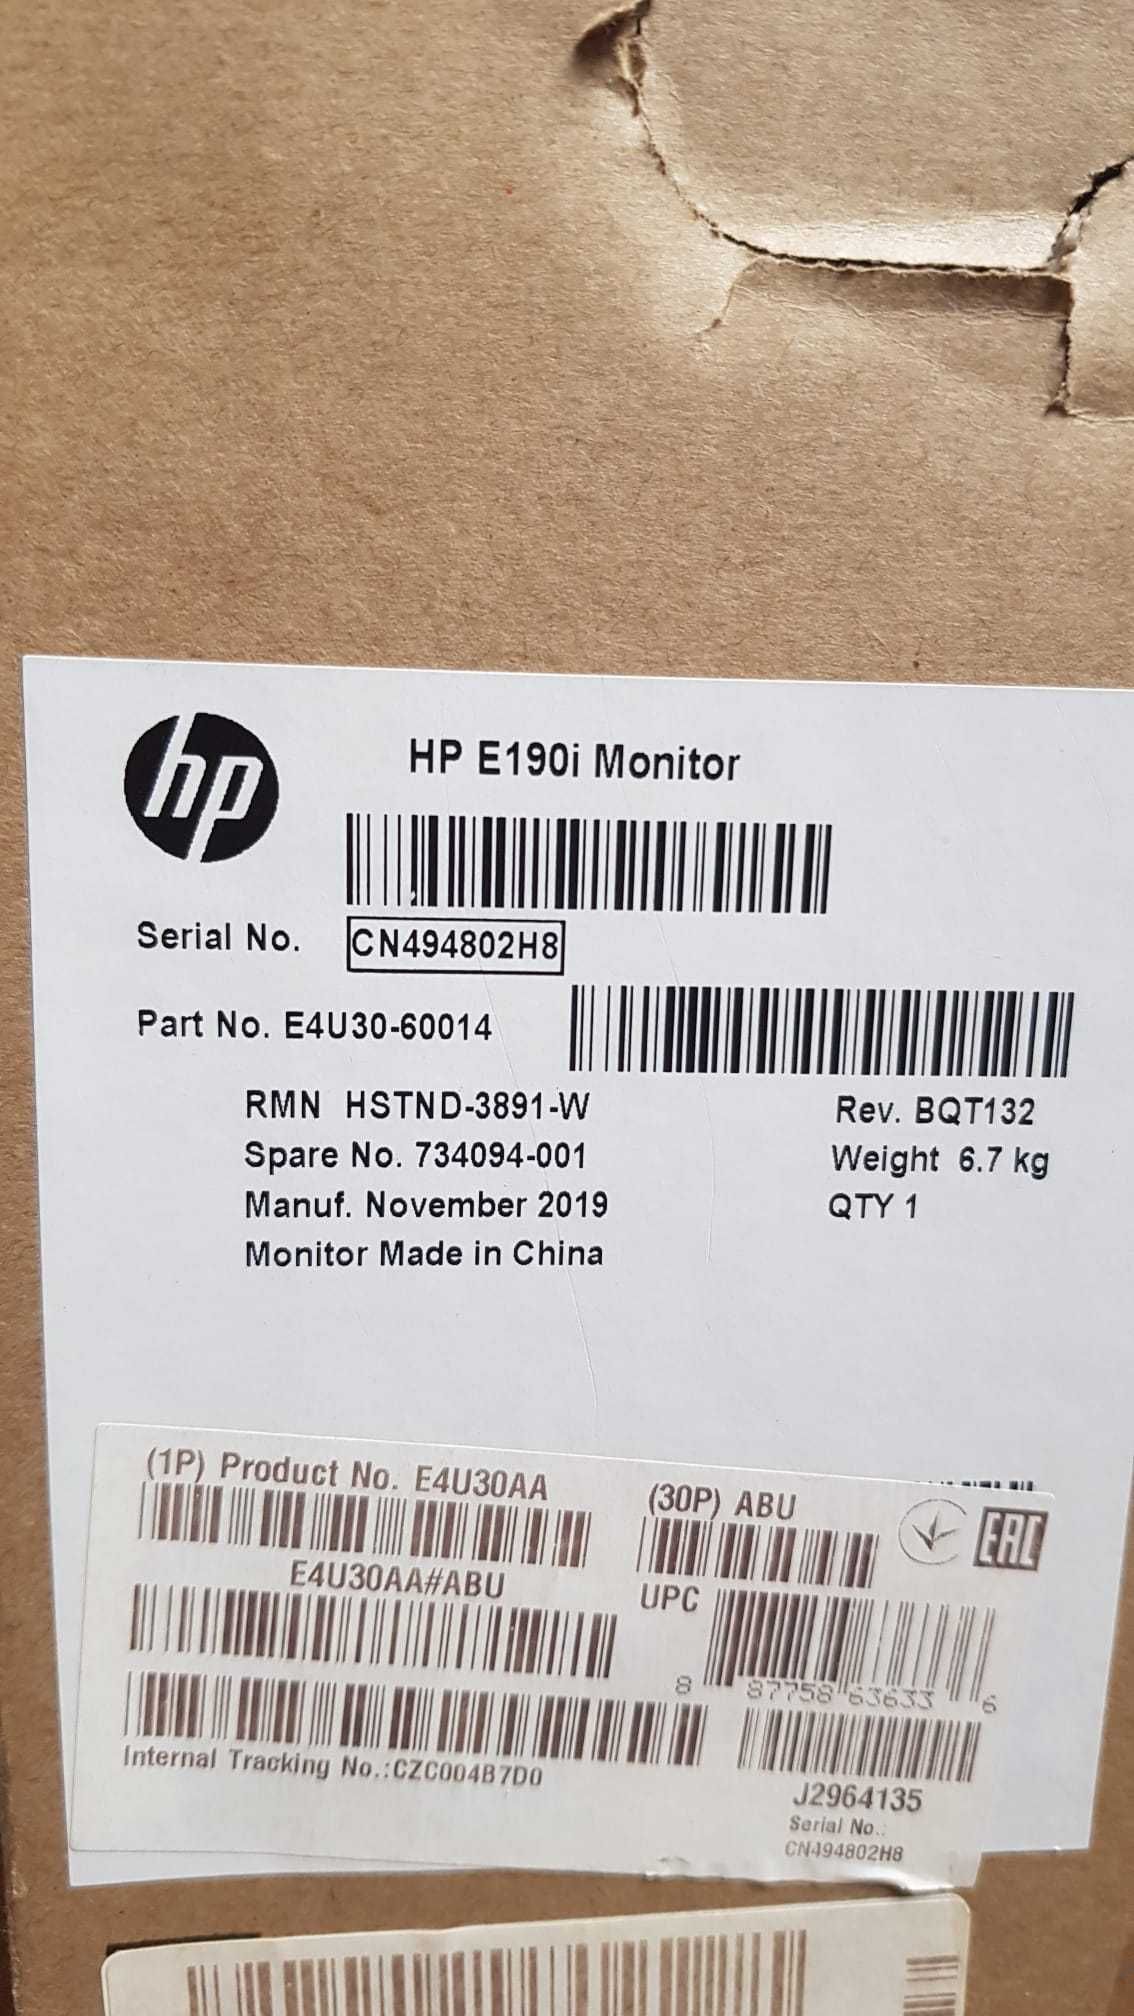 hp
HP E190i Monitor
Serial No. CN494802H8
Part No. E4U30-60014
RMN HSTND-3891-W
Rev. BQT132
Spare No. 734094-001
Weight 6.7 kg
Manuf. November 2019
QTY 1
Monitor Made in China
(1P) Product No. E4U30AA
(30P) ABU
EAC
E4U30AA#ABU
UPC
8 87758 63633 6
Internal Tracking No.:CZC004B7D0
J2964135
Serial No.:
CN494802H8